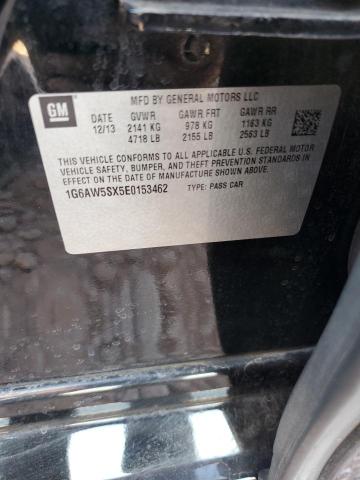 GM
MFD BY GENERAL MOTORS LLC
DATE GVWR GAWR FRT GAWR RR
12/13 2141 KG 978 KG 1163 KG
4718 LB 2155 LB 2563 LB
THIS VEHICLE CONFORMS TO ALL APPLICABLE U.S. FEDERAL MOTOR
VEHICLE SAFETY, BUMPER, AND THEFT PREVENTION STANDARDS
IN EFFECT ON THE DATE OF MANUFACTURE SHOWN ABOVE.
1G6AW5SX5E0153462 TYPE: PASS CAR